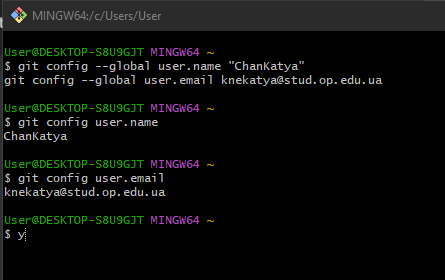 MINGW64:/c/Users/User
User@DESKTOP-S8U9GJT MINGW64 ~
$ git config --global user.name "ChanKatya"
git config --global user.email knekatya@stud.op.edu.ua
User@DESKTOP-S8U9GJT MINGW64 ~
$ git config user.name
ChanKatya
User@DESKTOP-S8U9GJT MINGW64 ~
$ git config user.email
knekatya@stud.op.edu.ua
User@DESKTOP-S8U9GJT MINGW64 ~
$ y